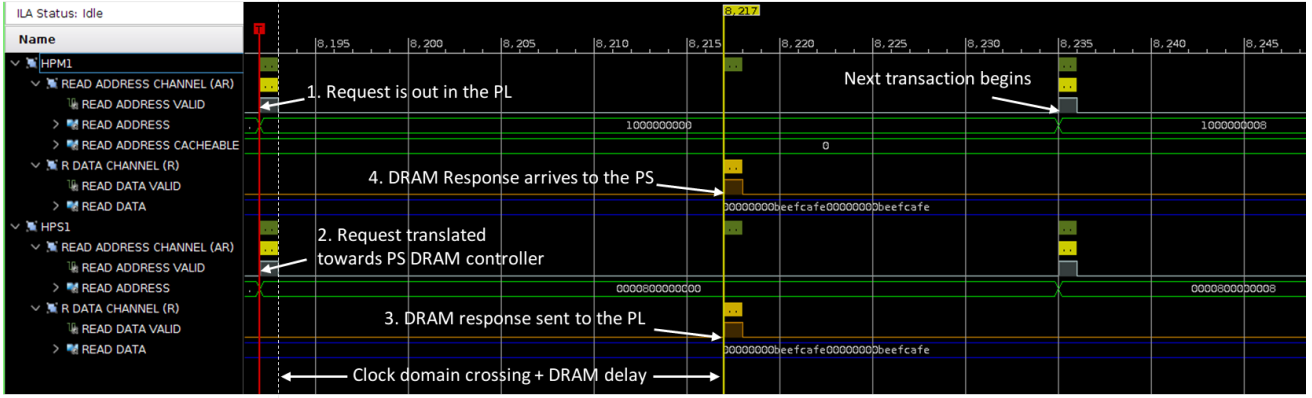 ILA Status: Idle
8,217
Name
T
8,195 8,200 8,205 8,210 8,215 8,220 8,225 8,230 8,235 8,240 8,245
HPM1
READ ADDRESS CHANNEL (AR)
1. Request is out in the PL
Next transaction begins
READ ADDRESS VALID
READ ADDRESS
1000000000
1000000008
READ ADDRESS CACHEABLE
0
R DATA CHANNEL (R)
4. DRAM Response arrives to the PS
READ DATA VALID
READ DATA
00000000beefcafe00000000beefcafe
HPS1
2. Request translated
towards PS DRAM controller
READ ADDRESS CHANNEL (AR)
READ ADDRESS VALID
READ ADDRESS
0000800000000
0000800000008
R DATA CHANNEL (R)
3. DRAM response sent to the PL
READ DATA VALID
READ DATA
00000000beefcafe00000000beefcafe
Clock domain crossing + DRAM delay